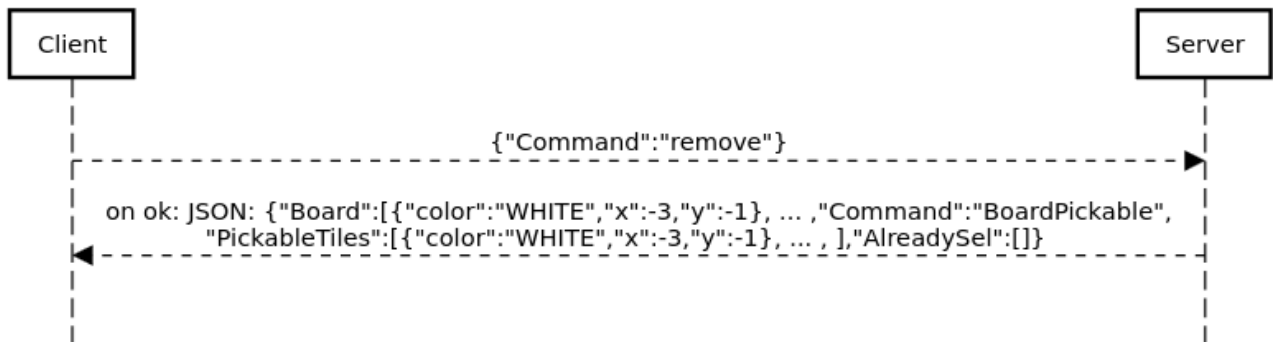 Client
Server
{"Command":"remove"}
on ok: JSON: {"Board":[{"color":"WHITE","x":-3,"y":-1}, ... ,"Command":"BoardPickable",
"PickableTiles":[{"color":"WHITE","x":-3,"y":-1}, ... , ],"AlreadySel":[]}